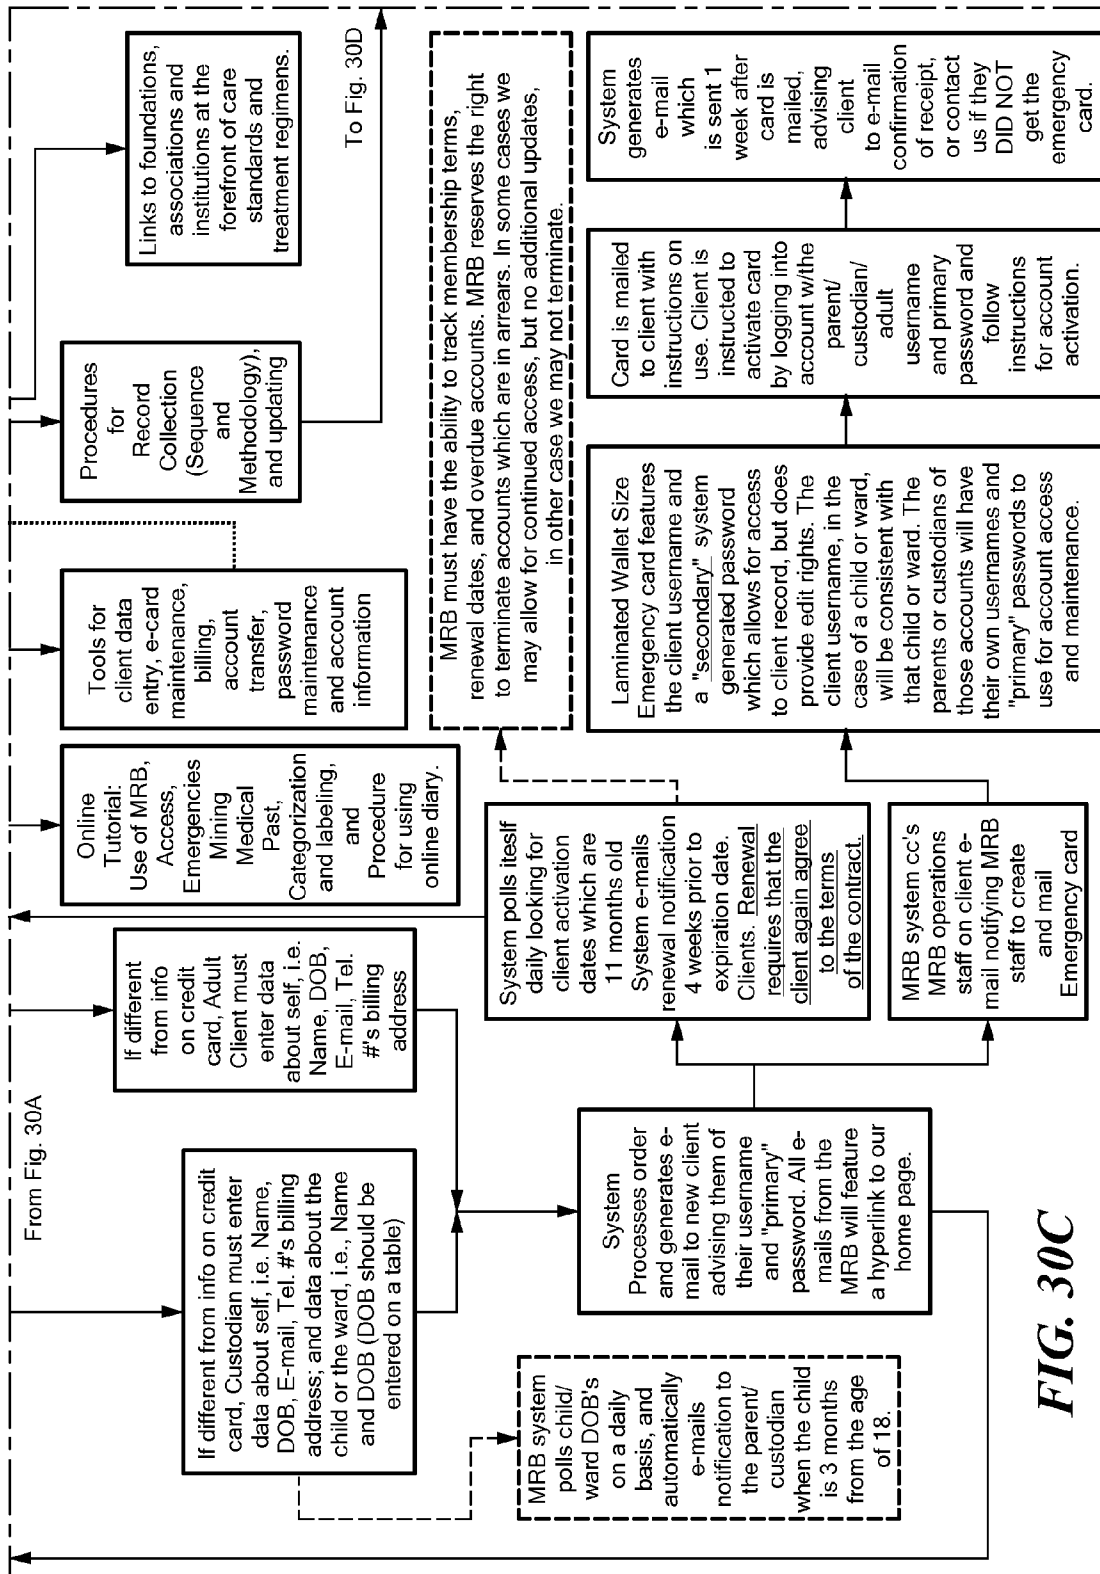 From Fig. 30A
If different from info on credit
card, Custodian must enter
data about self, i.e. Name,
DOB, E-mail, Tel. #'s billing
address; and data about the
child or the ward, i.e., Name
and DOB (DOB should be
entered on a table)
If different
from info
on credit
card, Adult
Client must
enter data
about self, i.e.
Name, DOB,
E-mail, Tel.
#'s billing
address
Online
Tutorial:
Use of MRB,
Access,
Emergencies
Mining
Medical
Past,
Categorization
and labeling,
and
Procedure
for using
online diary.
Tools for
client data
entry, e-card
maintenance,
billing,
account
transfer,
password
maintenance
and account
information
Procedures
for
Record
Collection
(Sequence
and
Methodology),
and updating
Links to foundations,
associations and
institutions at the
forefront of care
standards and
treatment regimens.
To Fig. 30D
MRB system
polls child/
ward DOB's
on a daily
basis, and
automatically
e-mails
notification to
the parent/
custodian
when the child
is 3 months
from the age
of 18.
System
Processes order
and generates e-
mail to new client
advising them of
their username
and "primary"
password. All e-
mails from the
MRB will feature
a hyperlink to our
home page.
System polls iteslf
daily looking for
client activation
dates which are
11 months old
System e-mails
renewal notification
4 weeks prior to
expiration date.
Clients. Renewal
requires that the
client again agree
to the terms
of the contract.
MRB must have the ability to track membership terms,
renewal dates, and overdue accounts. MRB reserves the right
to terminate accounts which are in arrears. In some cases we
may allow for continued access, but no additional updates,
in other case we may not terminate.
MRB system cc's
MRB operations
staff on client e-
mail notifying MRB
staff to create
and mail
Emergency card
Laminated Wallet Size
Emergency card features
the client username and
a "secondary" system
generated password
which allows for access
to client record, but does
provide edit rights. The
client username, in the
case of a child or ward,
will be consistent with
that child or ward. The
parents or custodians of
those accounts will have
their own usernames and
"primary" passwords to
use for account access
and maintenance.
Card is mailed
to client with
instructions on
use. Client is
instructed to
activate card
by logging into
account w/the
parent/
custodian/
adult
username
and primary
password and
follow
instructions
for account
activation.
System
generates
e-mail
which
is sent 1
week after
card is
mailed,
advising
client
to e-mail
confirmation
of receipt,
or contact
us if they
DID NOT
get the
emergency
card.
FIG. 30C